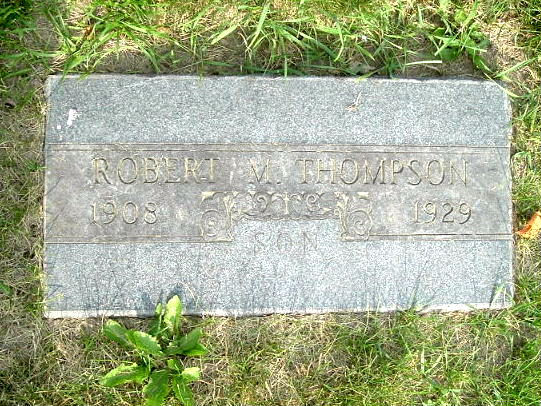 ROBERT M. THOMPSON
1908 1929
SON